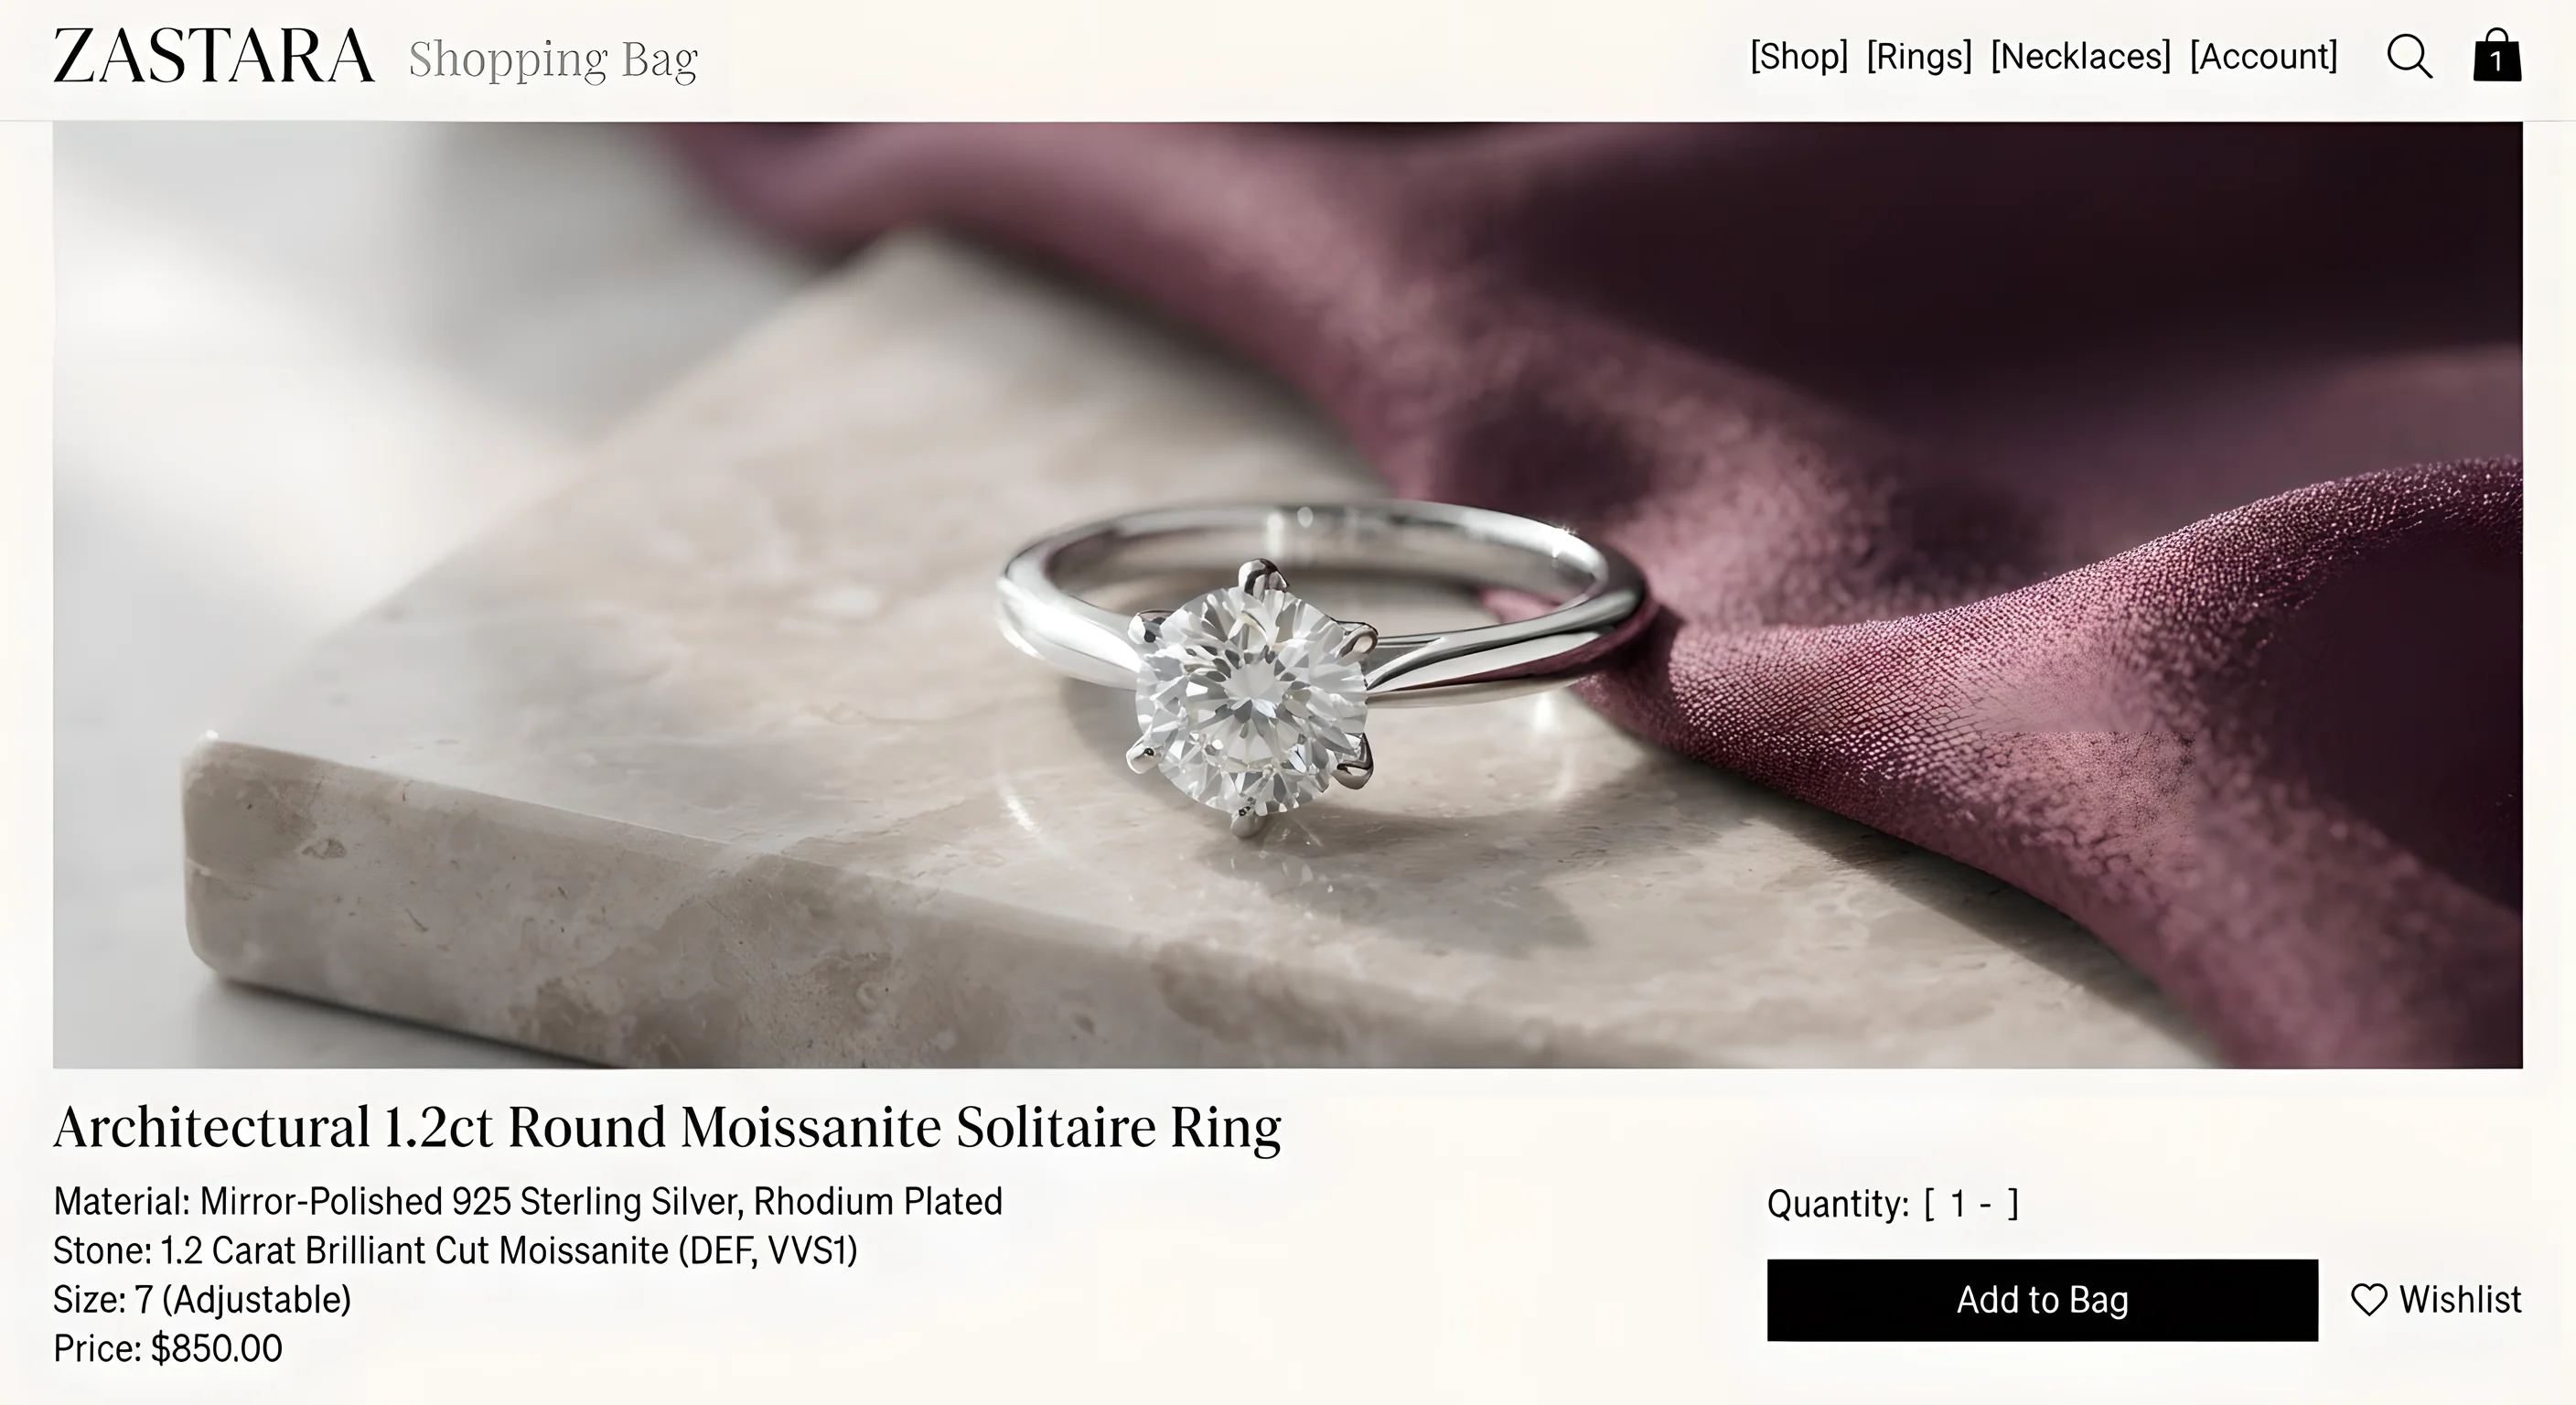 ZASTARA Shopping Bag
[Shop] [Rings] [Necklaces] [Account]
1
Architectural 1.2ct Round Moissanite Solitaire Ring
Material: Mirror-Polished 925 Sterling Silver, Rhodium Plated
Stone: 1.2 Carat Brilliant Cut Moissanite (DEF, VVS1)
Size: 7 (Adjustable)
Price: $850.00
Quantity: [ 1 - ]
Add to Bag
Wishlist